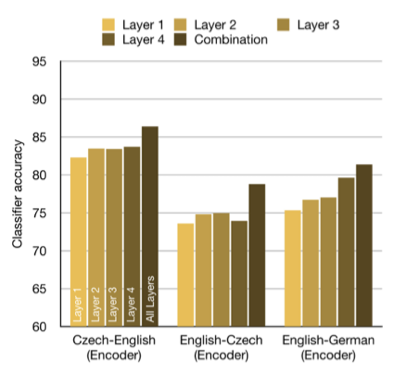 Layer 1 Layer 2 Layer 3
Layer 4 Combination
95
90
85
80
75
70
65
60
Classifier accuracy
Layer 1
Layer 2
Layer 3
Layer 4
All Layers
Czech-English
(Encoder)
English-Czech
(Encoder)
English-German
(Encoder)